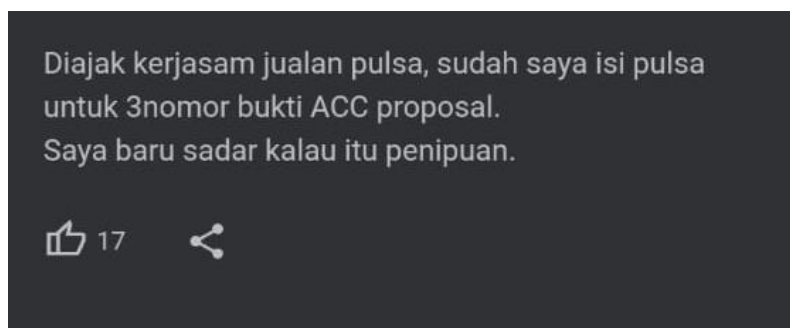 Diajak kerjasam jualan pulsa, sudah saya isi pulsa
untuk 3nomor bukti ACC proposal.
Saya baru sadar kalau itu penipuan.
17